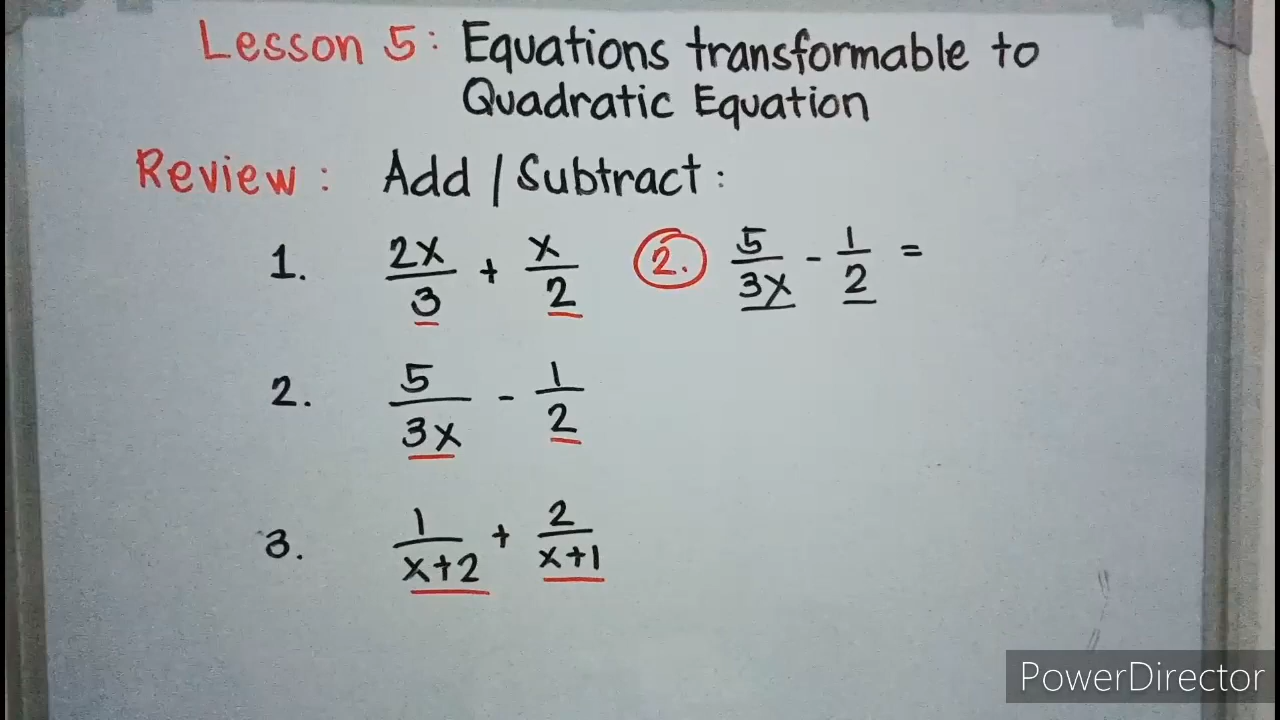 Lesson 5: Equations transformable to
Quadratic Equation
Review: Add / Subtract:
1. 2x/3 + x/2
2. 5/3x - 1/2 =
2. 5/3x - 1/2
3. 1/x+2 + 2/x+1
PowerDirector